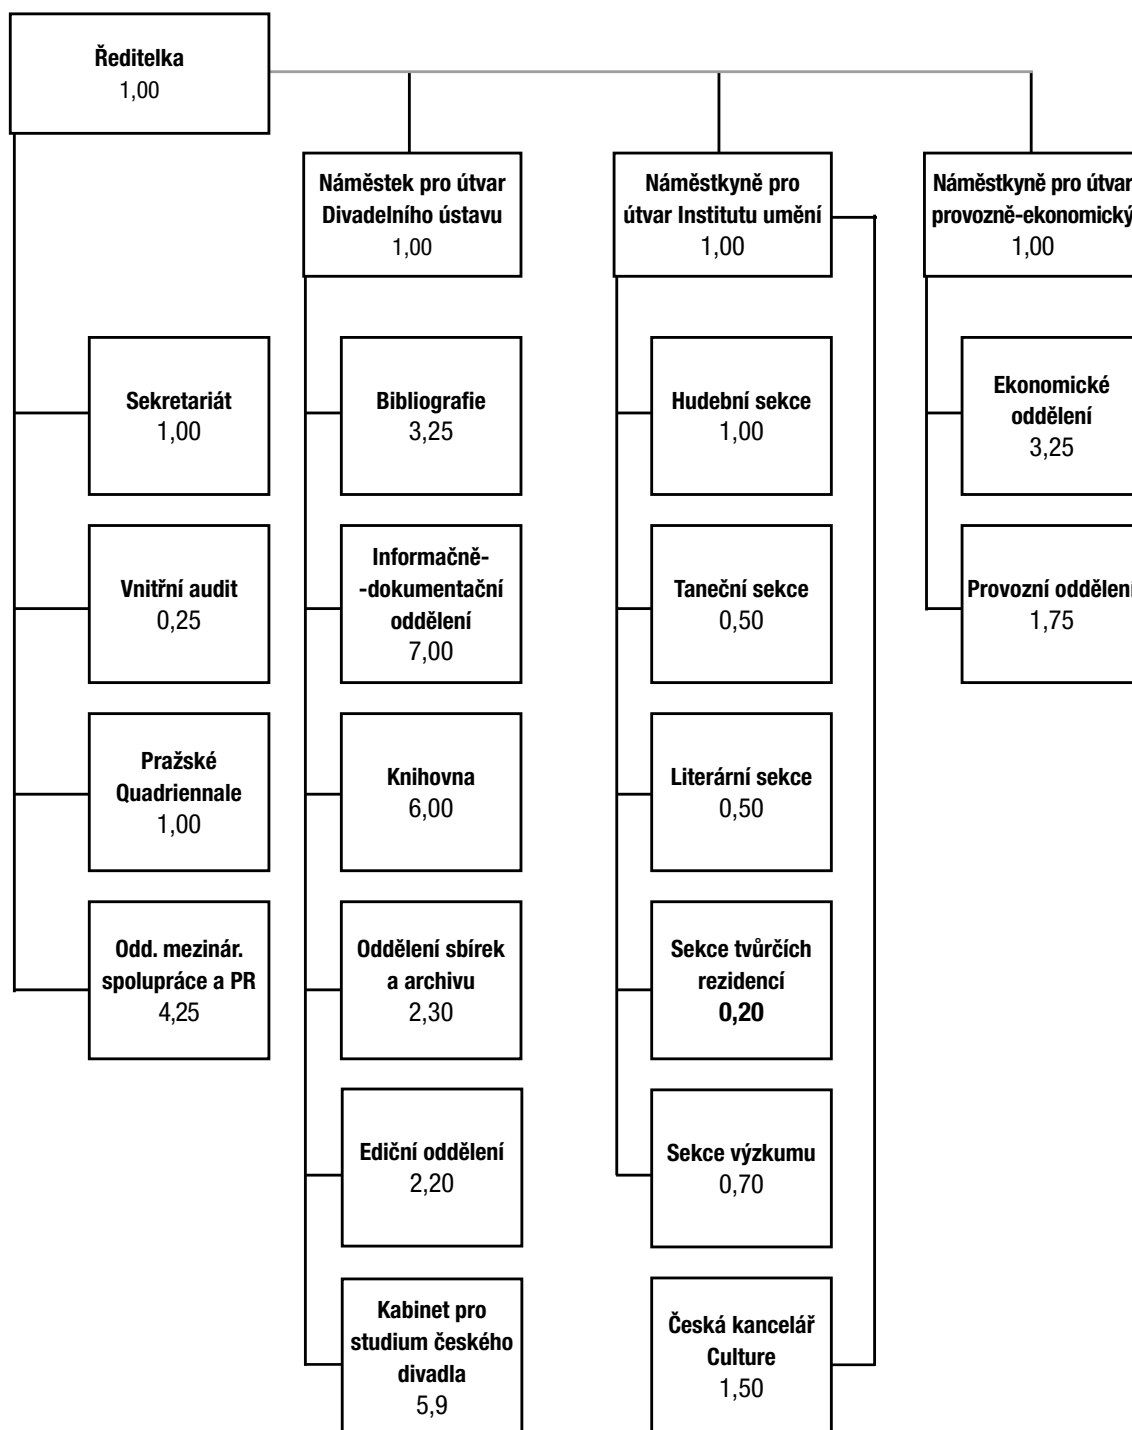 Ředitelka
1,00
Náměstek pro útvar
Divadelního ústavu
1,00
Náměstkyně pro
útvar Institutu umění
1,00
Náměstkyně pro útvar
provozně-ekonomický
1,00
Sekretariát
1,00
Vnitřní audit
0,25
Pražské
Quadriennale
1,00
Odd. mezinár.
spolupráce a PR
4,25
Bibliografie
3,25
Informačně-
-dokumentační
oddělení
7,00
Knihovna
6,00
Oddělení sbírek
a archivu
2,30
Ediční oddělení
2,20
Kabinet pro
studium českého
divadla
5,9
Hudební sekce
1,00
Taneční sekce
0,50
Literární sekce
0,50
Sekce tvůrčích
rezidencí
0,20
Sekce výzkumu
0,70
Česká kancelář
Culture
1,50
Ekonomické
oddělení
3,25
Provozní oddělení
1,75